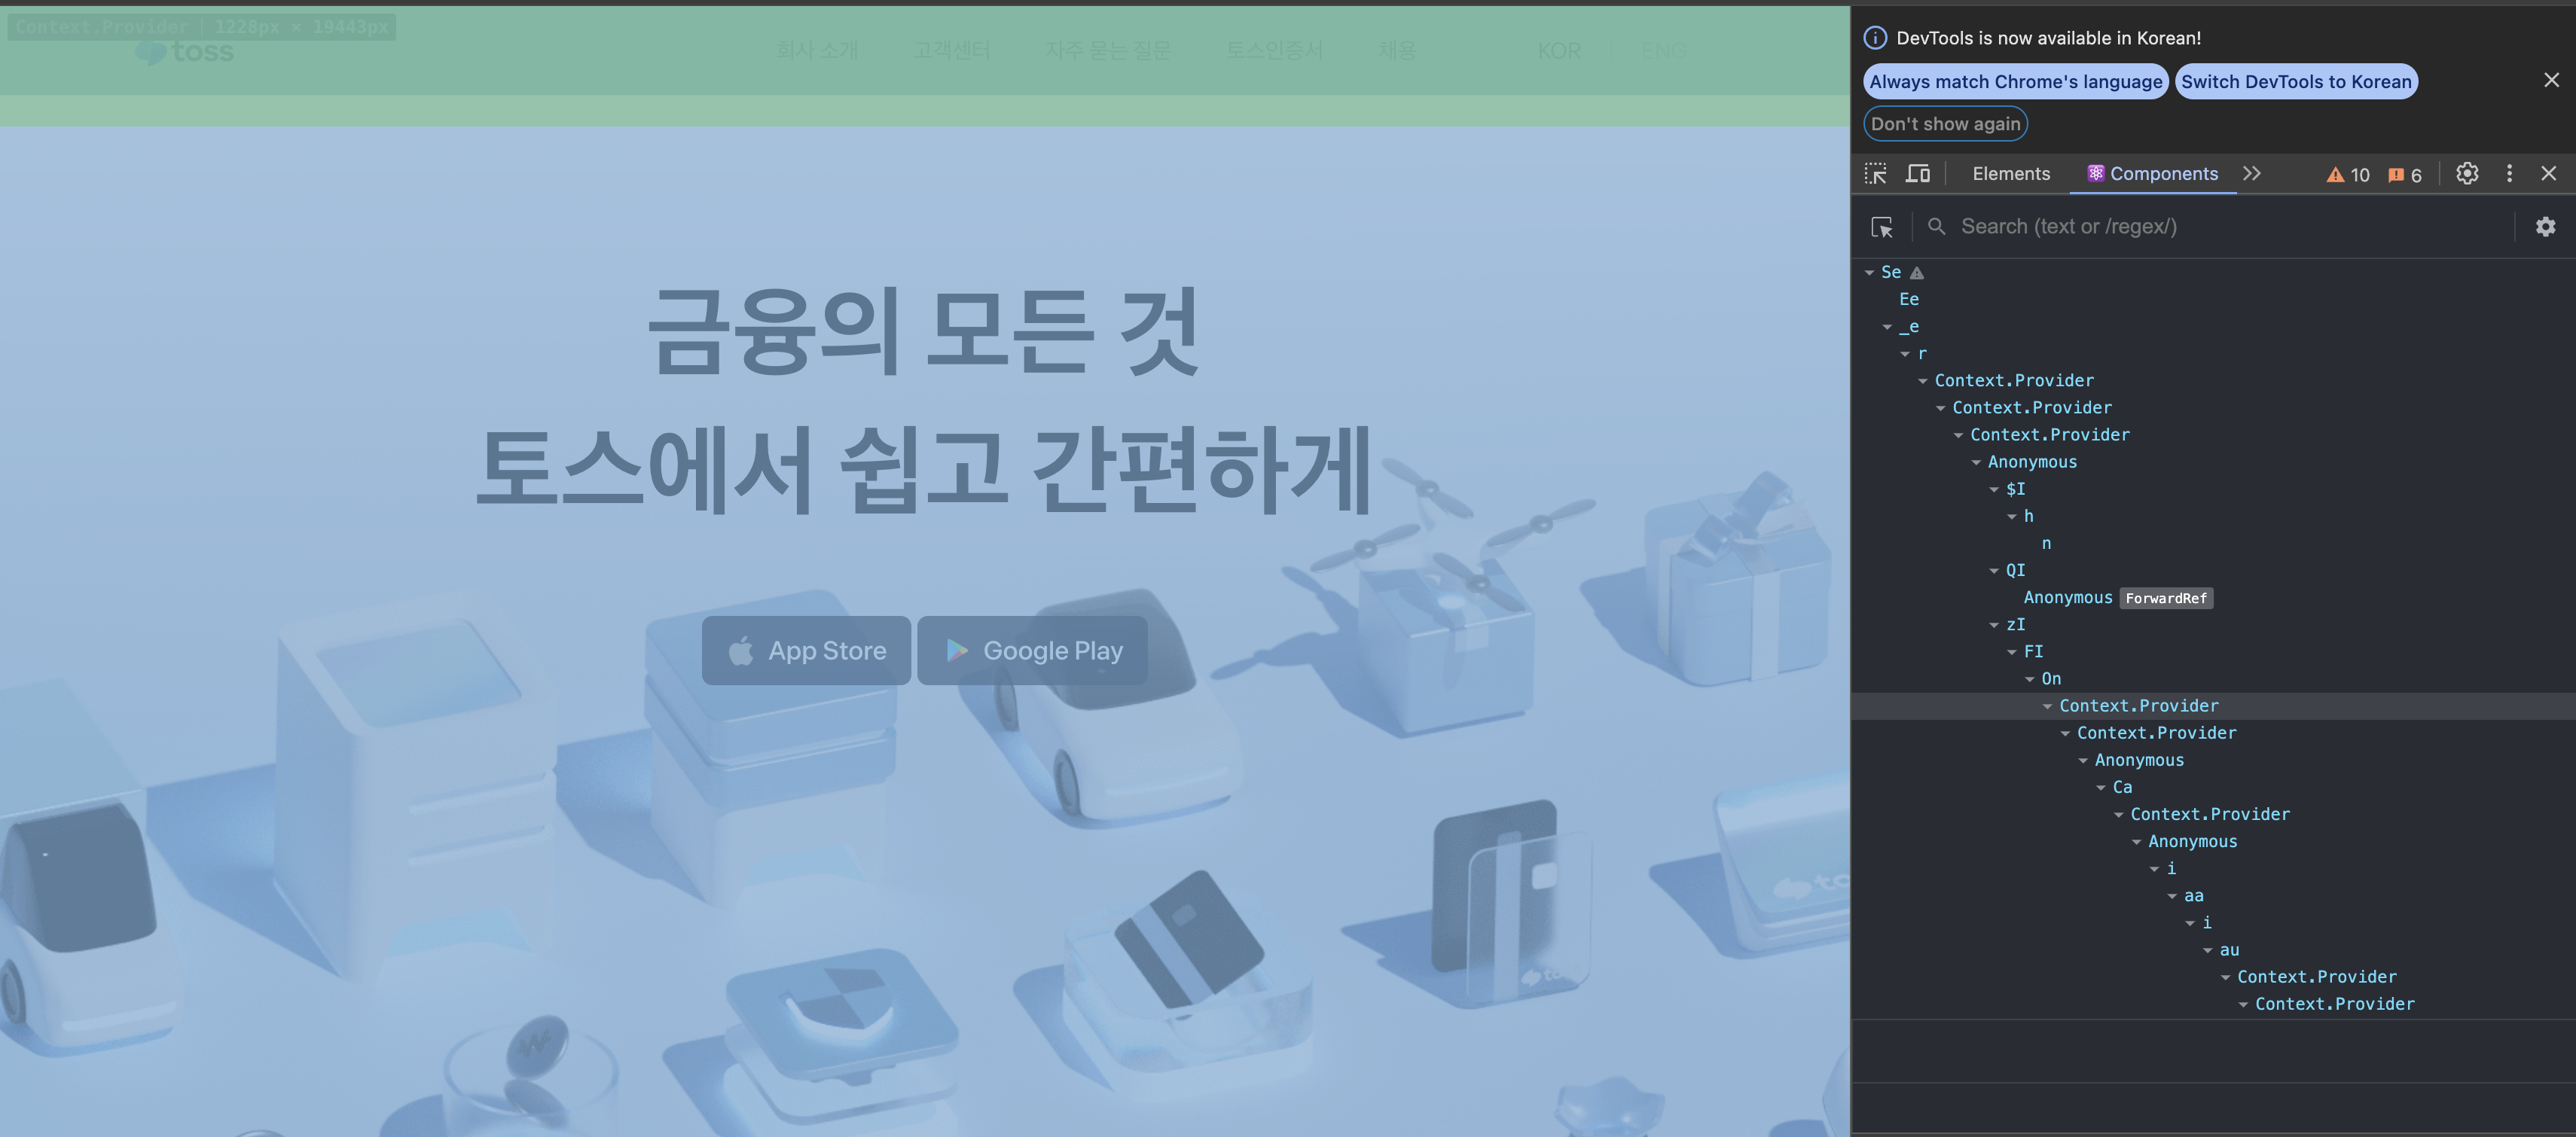 Context.Provider | 1228px × 19443px
toss
회사 소개
고객센터
자주 묻는 질문
토스인증서
채용
KOR
ENG
금융의 모든 것
토스에서 쉽고 간편하게
App Store
Google Play
toss
DevTools is now available in Korean!
Always match Chrome's language
Switch DevTools to Korean
Don't show again
Elements
Components
10
6
Search (text or /regex/)
Se
Ee
_e
r
Context.Provider
Context.Provider
Context.Provider
Anonymous
$I
h
n
QI
Anonymous ForwardRef
zI
FI
On
Context.Provider
Context.Provider
Anonymous
Ca
Context.Provider
Anonymous
i
aa
i
au
Context.Provider
Context.Provider